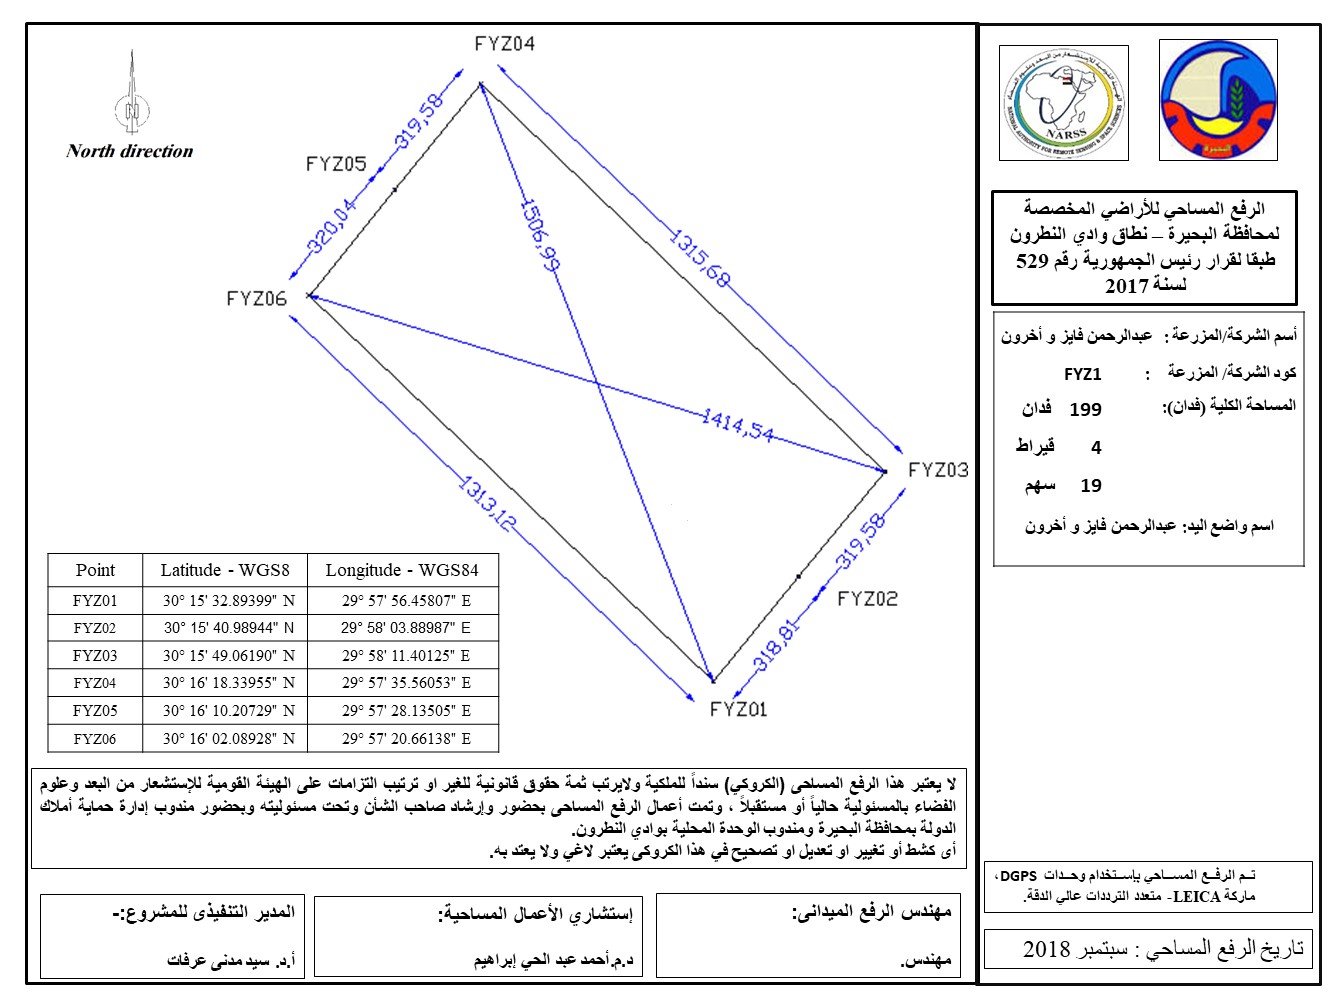 FYZ04
319,58
FYZ05
320,04
FYZ06
1506,99
1315,68
1414,54
1313,12
FYZ03
319,58
FYZ02
318,81
FYZ01
N
North direction
Point Latitude - WGS8 Longitude - WGS84
FYZ01 30° 15' 32.89399" N 29° 57' 56.45807" E
FYZ02 30° 15' 40.98944" N 29° 58' 03.88987" E
FYZ03 30° 15' 49.06190" N 29° 58' 11.40125" E
FYZ04 30° 16' 18.33955" N 29° 57' 35.56053" E
FYZ05 30° 16' 10.20729" N 29° 57' 28.13505" E
FYZ06 30° 16' 02.08928" N 29° 57' 20.66138" E
لا يعتبر هذا الرفع المساحى (الكروكي) سنداً للملكية ولايرتب ثمة حقوق قانونية للغير او ترتيب التزامات على الهيئة القومية للإستشعار من البعد وعلوم
الفضاء بالمسئولية حالياً أو مستقبلاً ، وتمت أعمال الرفع المساحى بحضور وإرشاد صاحب الشأن وتحت مسئوليته وبحضور مندوب إدارة حماية أملاك
الدولة بمحافظة البحيرة ومندوب الوحدة المحلية بوادي النطرون.
أى كشط أو تغيير او تعديل او تصحيح في هذا الكروكى يعتبر لاغي ولا يعتد به.
مهندس الرفع الميدانى:
مهندس.
إستشاري الأعمال المساحية:
د.م.أحمد عبد الحي إبراهيم
المدير التنفيذى للمشروع:-
أ.د. سيد مدنى عرفات
NARSS
NATIONAL AUTHORITY FOR REMOTE SENSING & SPACE SCIENCES
البحيرة
الرفع المساحي للأراضي المخصصة
لمحافظة البحيرة – نطاق وادي النطرون
طبقا لقرار رئيس الجمهورية رقم 529
لسنة 2017
أسم الشركة/المزرعة : عبدالرحمن فايز و أخرون
كود الشركة/ المزرعة : FYZ1
المساحة الكلية (فدان): 199 فدان
4 قيراط
19 سهم
اسم واضع اليد: عبدالرحمن فايز و أخرون
تم الرفع المساحي بإستخدام وحدات DGPS،
ماركة LEICA- متعدد الترددات عالي الدقة.
تاريخ الرفع المساحي : سبتمبر 2018